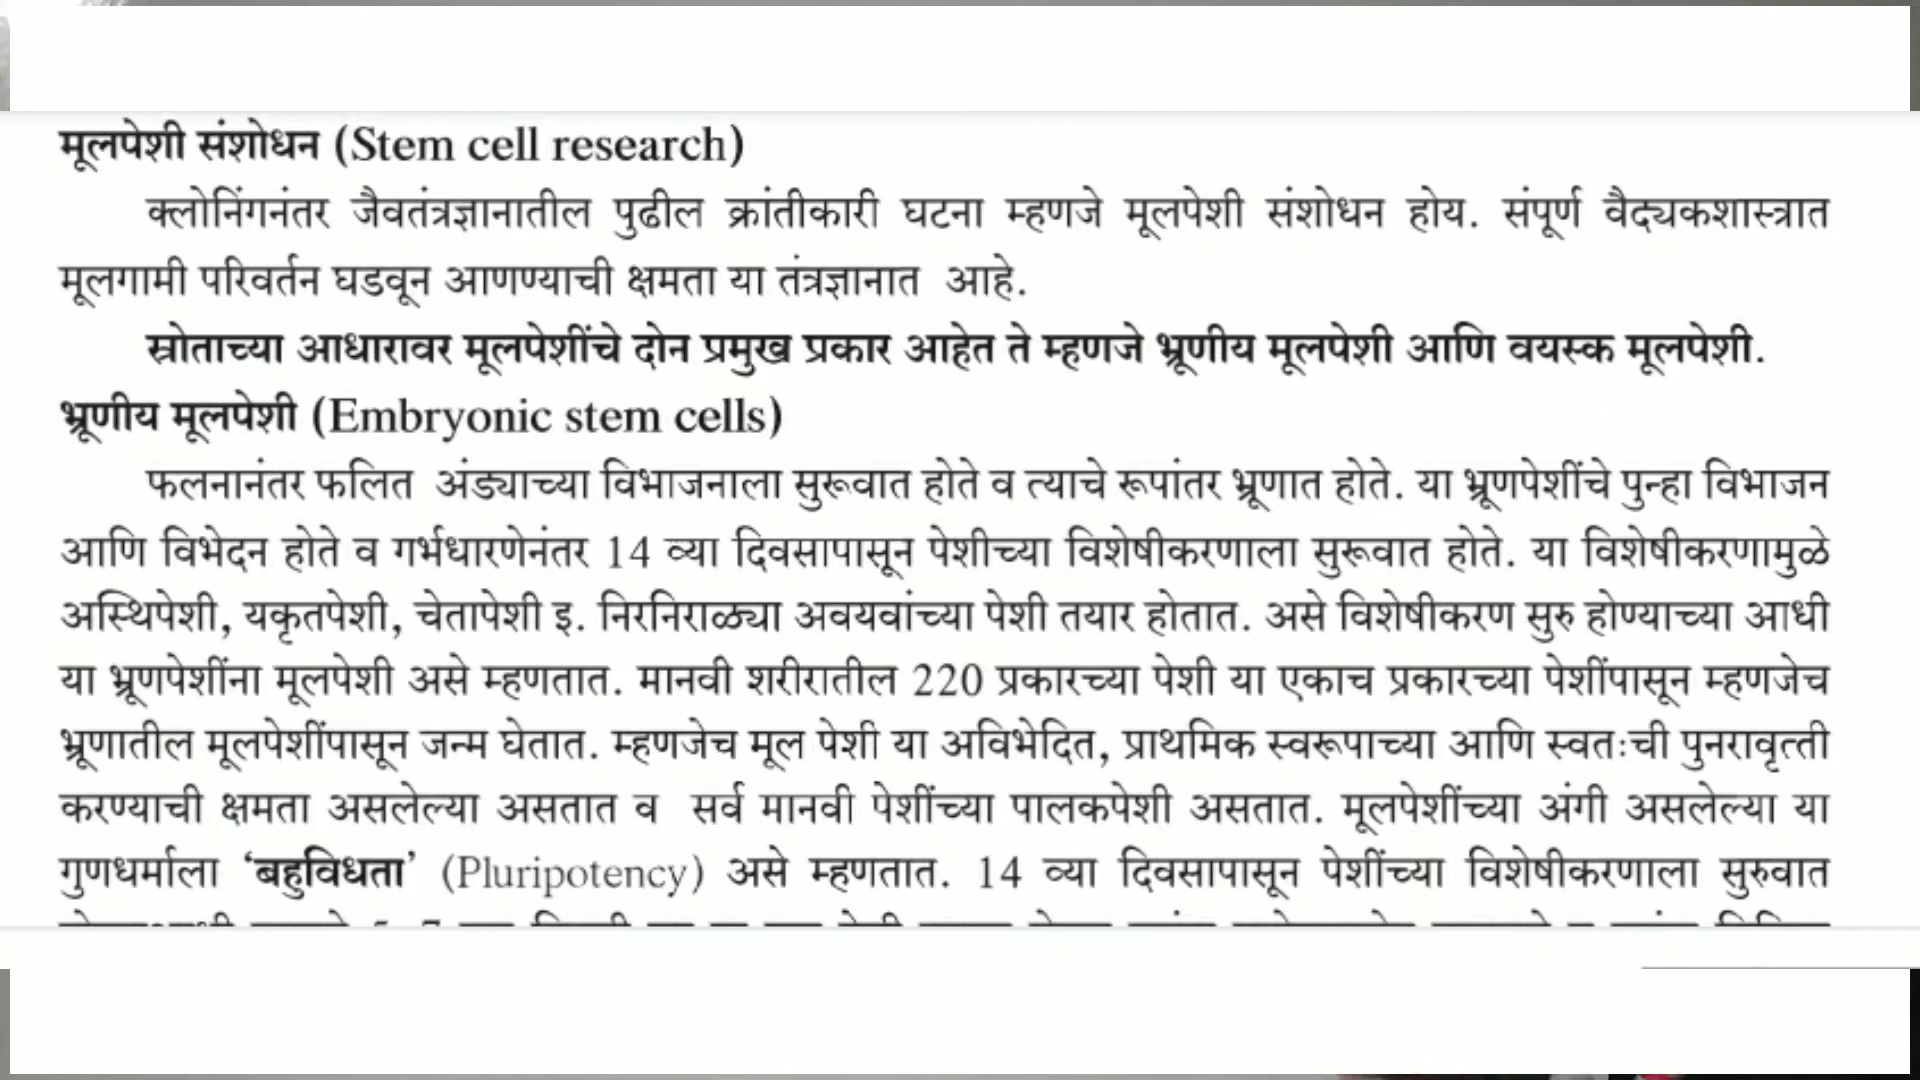 मूलपेशी संशोधन (Stem cell research)
क्लोनिंगनंतर जैवतंत्रज्ञानातील पुढील क्रांतीकारी घटना म्हणजे मूलपेशी संशोधन होय. संपूर्ण वैद्यकशास्त्रात
मूलगामी परिवर्तन घडवून आणण्याची क्षमता या तंत्रज्ञानात आहे.
स्रोताच्या आधारावर मूलपेशींचे दोन प्रमुख प्रकार आहेत ते म्हणजे भ्रूणीय मूलपेशी आणि वयस्क मूलपेशी.
भ्रूणीय मूलपेशी (Embryonic stem cells)
फलनानंतर फलित अंड्याच्या विभाजनाला सुरूवात होते व त्याचे रूपांतर भ्रूणात होते. या भ्रूणपेशींचे पुन्हा विभाजन
आणि विभेदन होते व गर्भधारणेनंतर 14 व्या दिवसापासून पेशीच्या विशेषीकरणाला सुरूवात होते. या विशेषीकरणामुळे
अस्थिपेशी, यकृतपेशी, चेतापेशी इ. निरनिराळ्या अवयवांच्या पेशी तयार होतात. असे विशेषीकरण सुरु होण्याच्या आधी
या भ्रूणपेशींना मूलपेशी असे म्हणतात. मानवी शरीरातील 220 प्रकारच्या पेशी या एकाच प्रकारच्या पेशींपासून म्हणजेच
भ्रूणातील मूलपेशींपासून जन्म घेतात. म्हणजेच मूल पेशी या अविभेदित, प्राथमिक स्वरूपाच्या आणि स्वतःची पुनरावृत्ती
करण्याची क्षमता असलेल्या असतात व सर्व मानवी पेशींच्या पालकपेशी असतात. मूलपेशींच्या अंगी असलेल्या या
गुणधर्माला ‘बहुविधता’ (Pluripotency) असे म्हणतात. 14 व्या दिवसापासून पेशींच्या विशेषीकरणाला सुरुवात